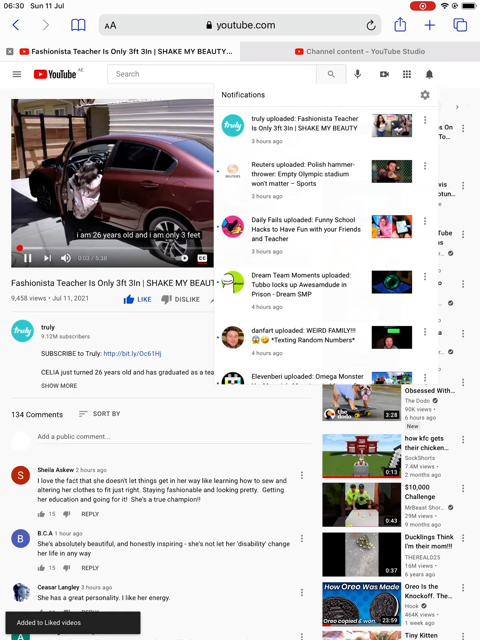 06:30 Sun 11 Jul
AA
youtube.com
Fashionista Teacher Is Only 3ft 3In | SHAKE MY BEAUTY...
Channel content - YouTube Studio
YouTube AE
Search
Notifications
truly uploaded: Fashionista Teacher
Is Only 3ft 3In | SHAKE MY BEAUTY
3 hours ago
Reuters uploaded: Polish hammer-
thrower: Empty Olympic stadium
won't matter – Sports
3 hours ago
REUTERS
Daily Fails uploaded: Funny School
Hacks to Have Fun with your Friends
and Teacher
3 hours ago
Dream Team Moments uploaded:
Tubbo locks up Awesamdude in
Prison - Dream SMP
4 hours ago
danfart uploaded: WEIRD FAMILY!!!
😱🤣 *Texting Random Numbers*
4 hours ago
Elevenberi uploaded: Omega Monster
i am 26 years old and i am only 3 feet
0:03 / 5:38
Fashionista Teacher Is Only 3ft 3In | SHAKE MY BEAUTY
9,458 views • Jul 11, 2021
LIKE
DISLIKE
truly
9.12M subscribers
SUBSCRIBE to Truly: http://bit.ly/Oc61Hj
CELIA just turned 26 years old and has graduated as a tea
SHOW MORE
134 Comments
SORT BY
Add a public comment...
Sheila Askew 2 hours ago
I love the fact that she doesn't let things get in her way like learning how to sew and
altering her clothes to fit just right. Staying fashionable and looking pretty. Getting
her education and going for it! She's a true champion!!
15
REPLY
B.C.A 1 hour ago
She's absolutely beautiful, and honestly inspiring - she's not let her 'disability' change
her life in any way
15
REPLY
Ceasar Langley 3 hours ago
She has a great personality. I like her energy.
REPLY
Added to Liked videos
the dodo
3:28
Obsessed With...
The Dodo
90K views •
6 hours ago
New
0:13
how kfc gets
their chicken...
SockShorts
7.4M views •
2 months ago
0:43
$10,000
Challenge
MrBeast Shor...
29M views •
9 months ago
0:37
Ducklings Think
I'm their mom!!!
THEREALD25
16M views •
6 years ago
How Oreo Was Made
Oreo copied & won
23:59
Oreo Is the
Knockoff. The...
Hook
464K views •
1 week ago
Tiny Kitten